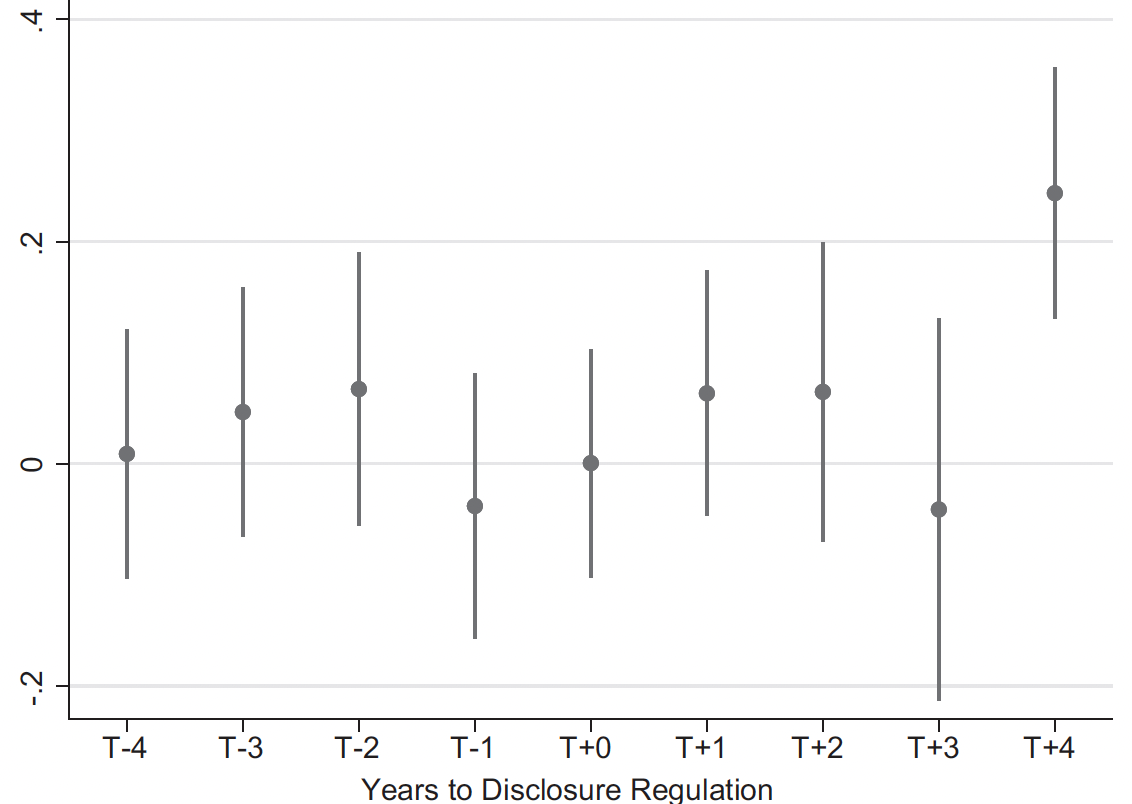 .4
.2
0
-.2
T-4 T-3 T-2 T-1 T+0 T+1 T+2 T+3 T+4
Years to Disclosure Regulation